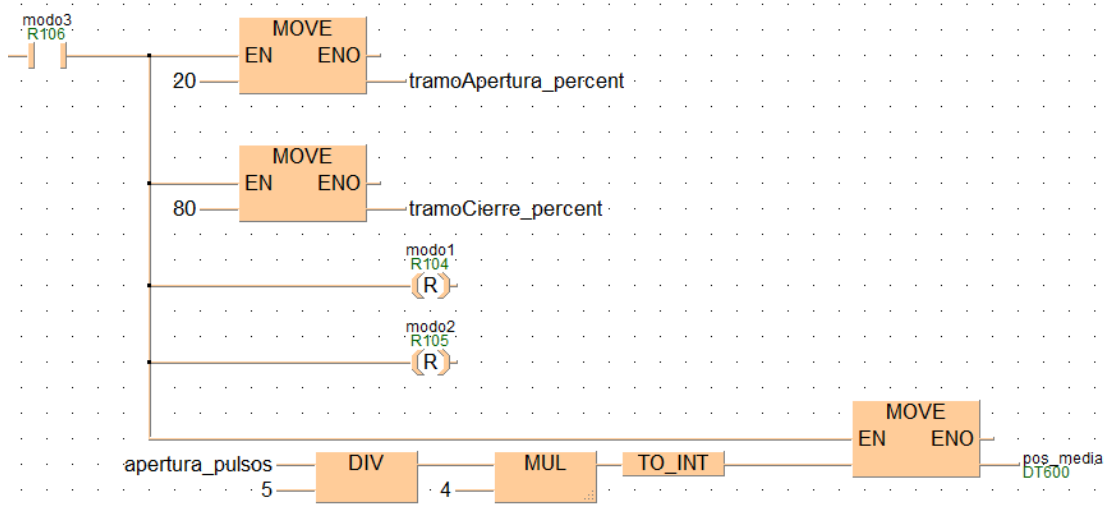 modo3
R106
MOVE
EN ENO
20 tramoApertura_percent
MOVE
EN ENO
80 tramoCierre_percent
modo1
R104
(R)
modo2
R105
(R)
MOVE
EN ENO
apertura_pulsos DIV MUL TO_INT pos_media
DT600
5 4